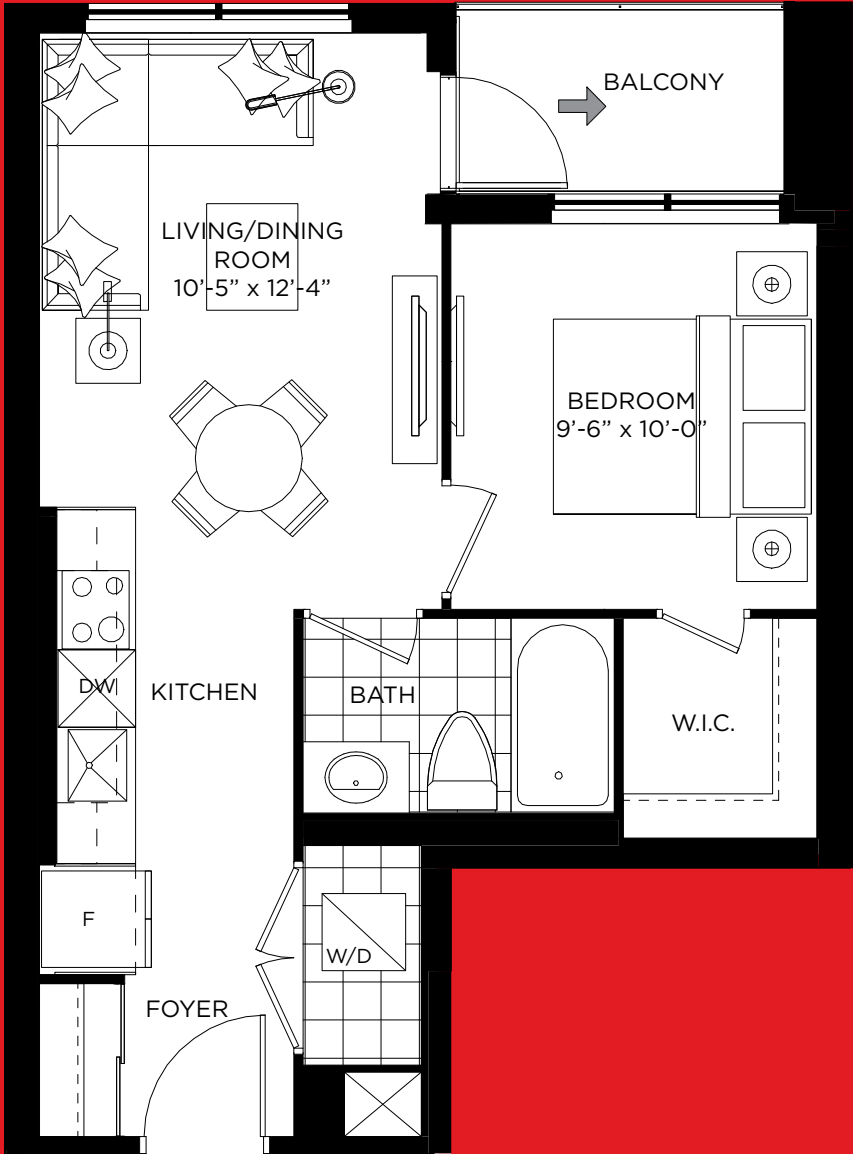 BALCONY
LIVING/DINING
ROOM
10’-5” x 12’-4”
BEDROOM
9’-6” x 10’-0”
DW
KITCHEN
BATH
W.I.C.
F
W/D
FOYER